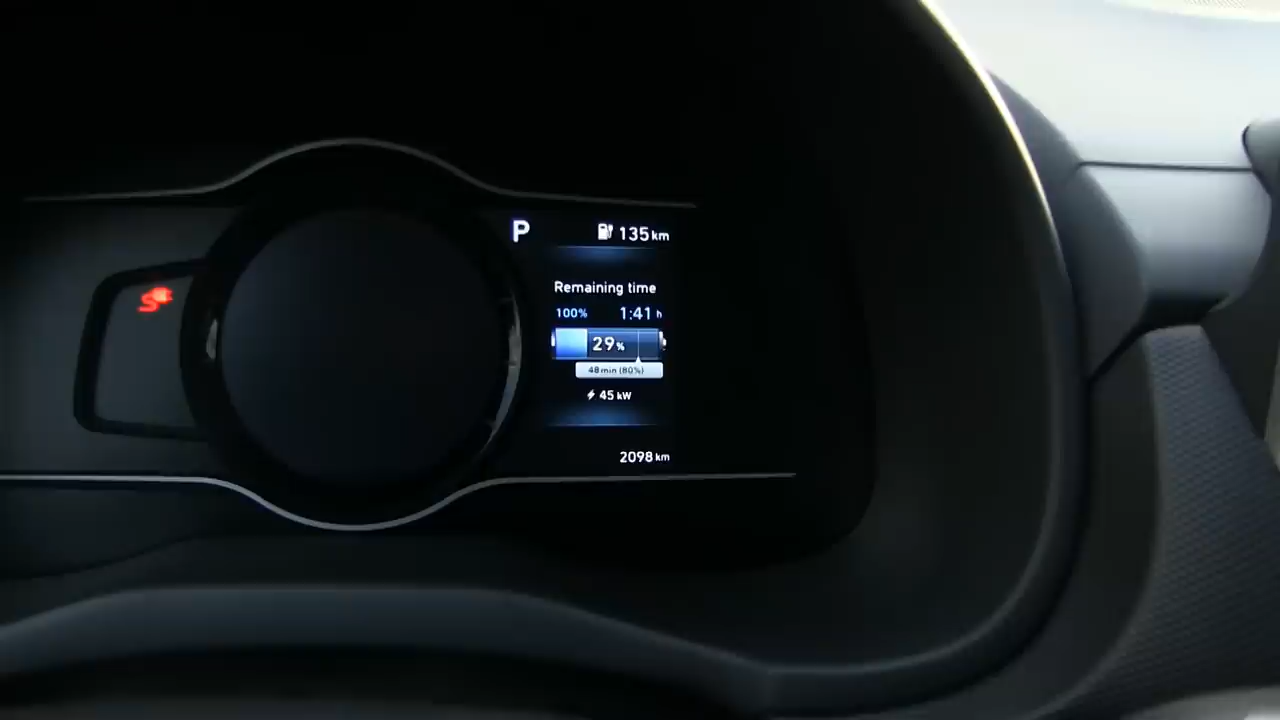 P 135 km
Remaining time
100% 1:41 h
29%
48 min (80%)
45 kW
2098 km